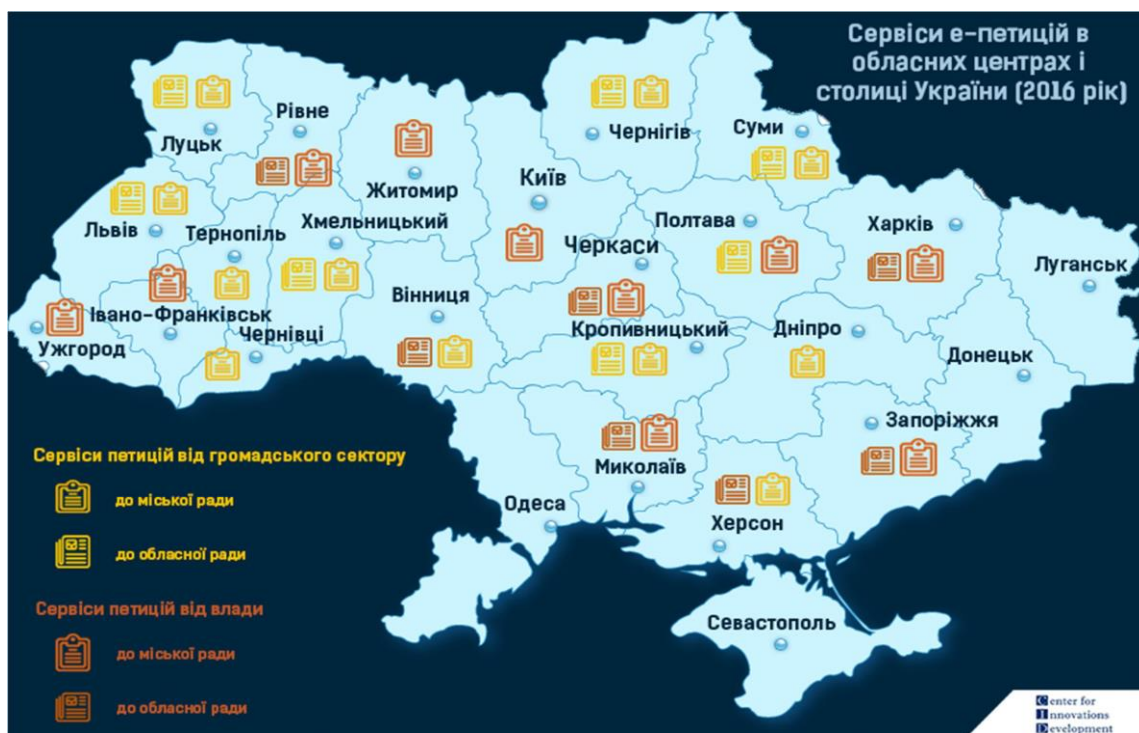 Сервіси е-петицій в
обласних центрах і
столиці України (2016 рік)
Луцьк
Рівне
Житомир
Київ
Чернігів
Суми
Львів
Тернопіль
Хмельницький
Черкаси
Полтава
Харків
Луганськ
Ужгород
Івано-Франківськ
Чернівці
Вінниця
Кропивницький
Дніпро
Донецьк
Запоріжжя
Миколаїв
Одеса
Херсон
Севастополь
Сервіси петицій від громадського сектору
до міської ради
до обласної ради
Сервіси петицій від влади
до міської ради
до обласної ради
Center for
Innovations
Development